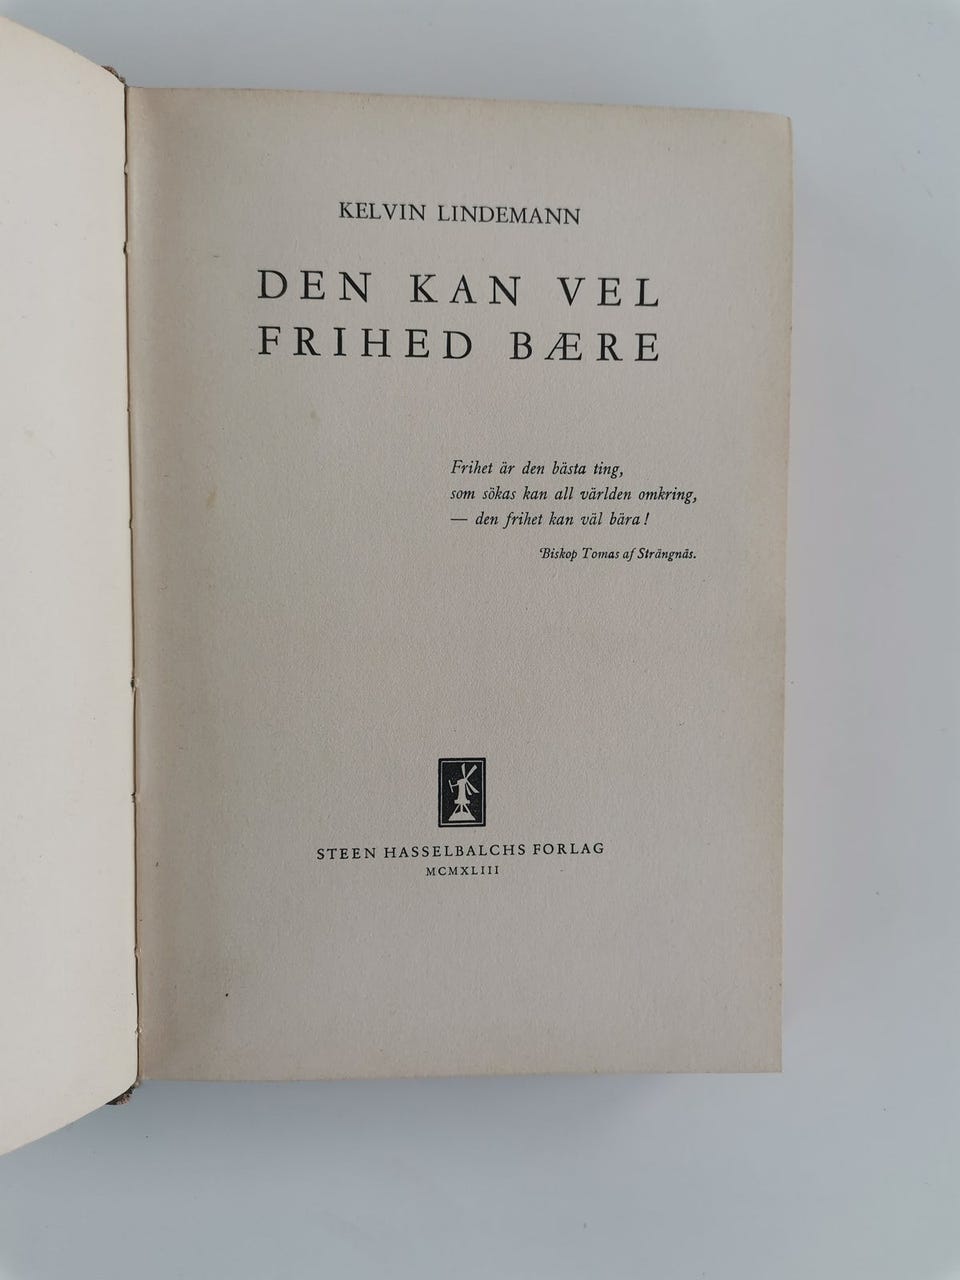 KELVIN LINDEMANN
DEN KAN VEL
FRIHED BÆRE
Frihet är den bästa ting,
som sökas kan all världen omkring,
— den frihet kan väl bära!
Biskop Tomas af Strängnäs.
STEEN HASSELBALCHS FORLAG
MCMXLIII